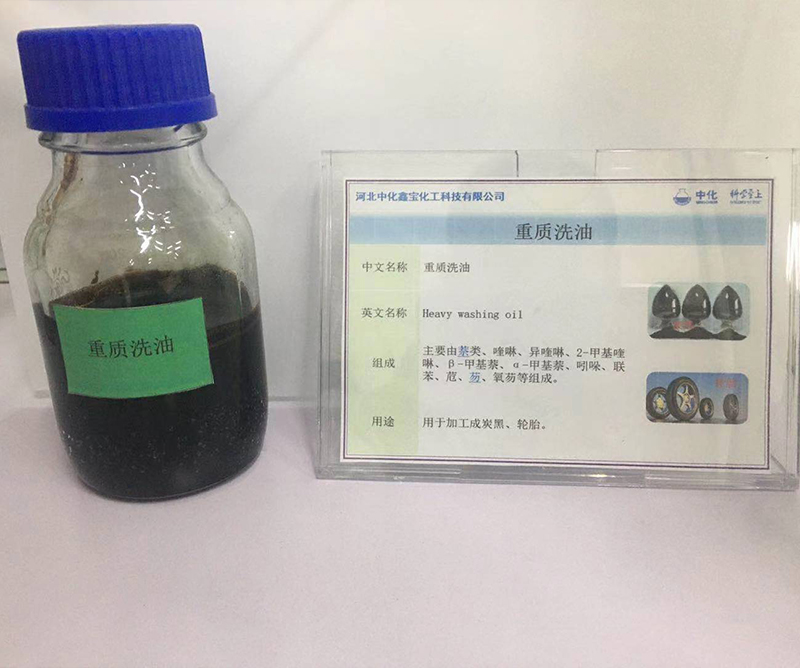 重质洗油
河北中化鑫宝化工科技有限公司
中化
科学至上
重质洗油
中文名称 重质洗油
英文名称 Heavy washing oil
组成 主要由萘类、喹啉、异喹啉、2-甲基喹
啉、β-甲基萘、α-甲基萘、吲哚、联
苯、苊、芴、氧芴等组成。
用途 用于加工成炭黑、轮胎。